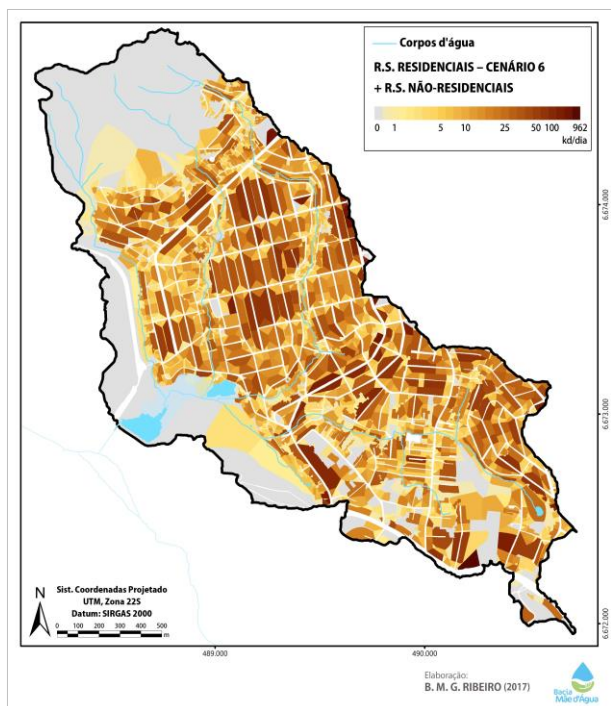 Corpos d'água
R.S. RESIDENCIAIS – CENÁRIO 6
+ R.S. NÃO-RESIDENCIAIS
0 1 5 10 25 50 100 962
kd/dia
6.674.000
6.673.000
6.672.000
N
Sist. Coordenadas Projetado
UTM, Zona 22S
Datum: SIRGAS 2000
0 100 200 300 400 500
m
489.000 490.000
Elaboração:
B. M. G. RIBEIRO (2017)
Bacia
Mãe d'Água